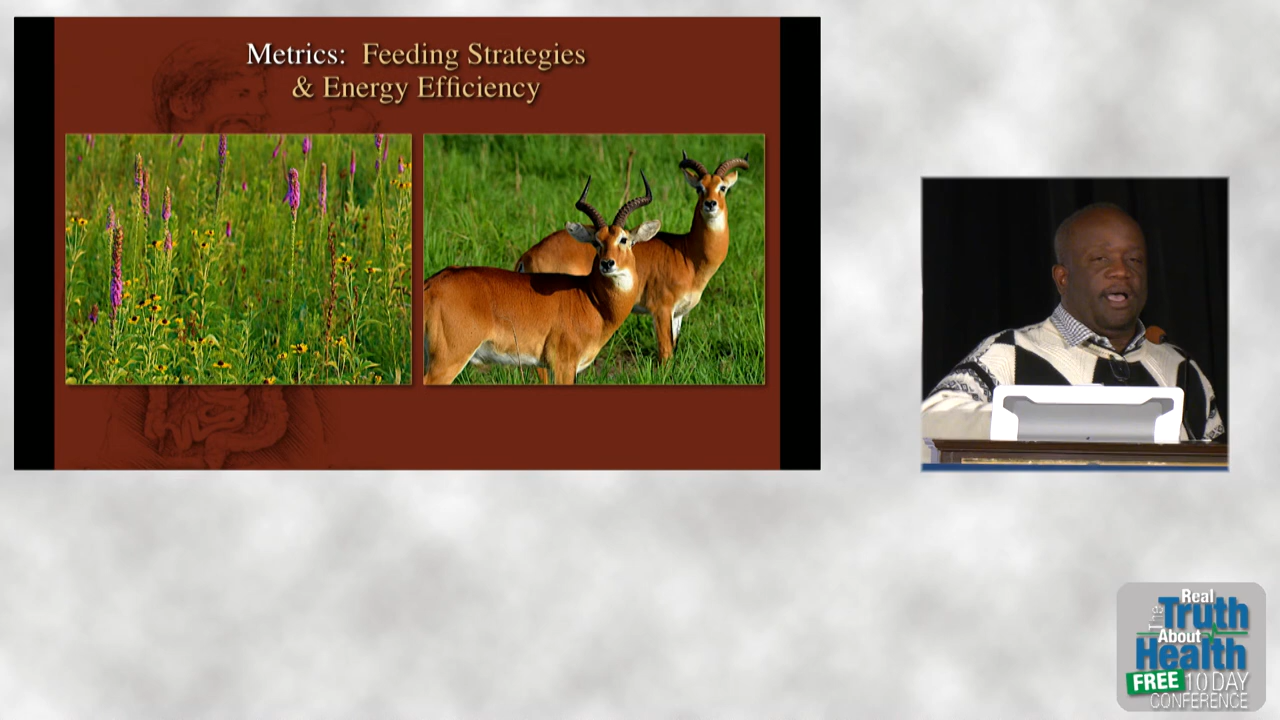 Metrics: Feeding Strategies
& Energy Efficiency
Real
The Truth
About
Health
FREE 10 DAY
CONFERENCE